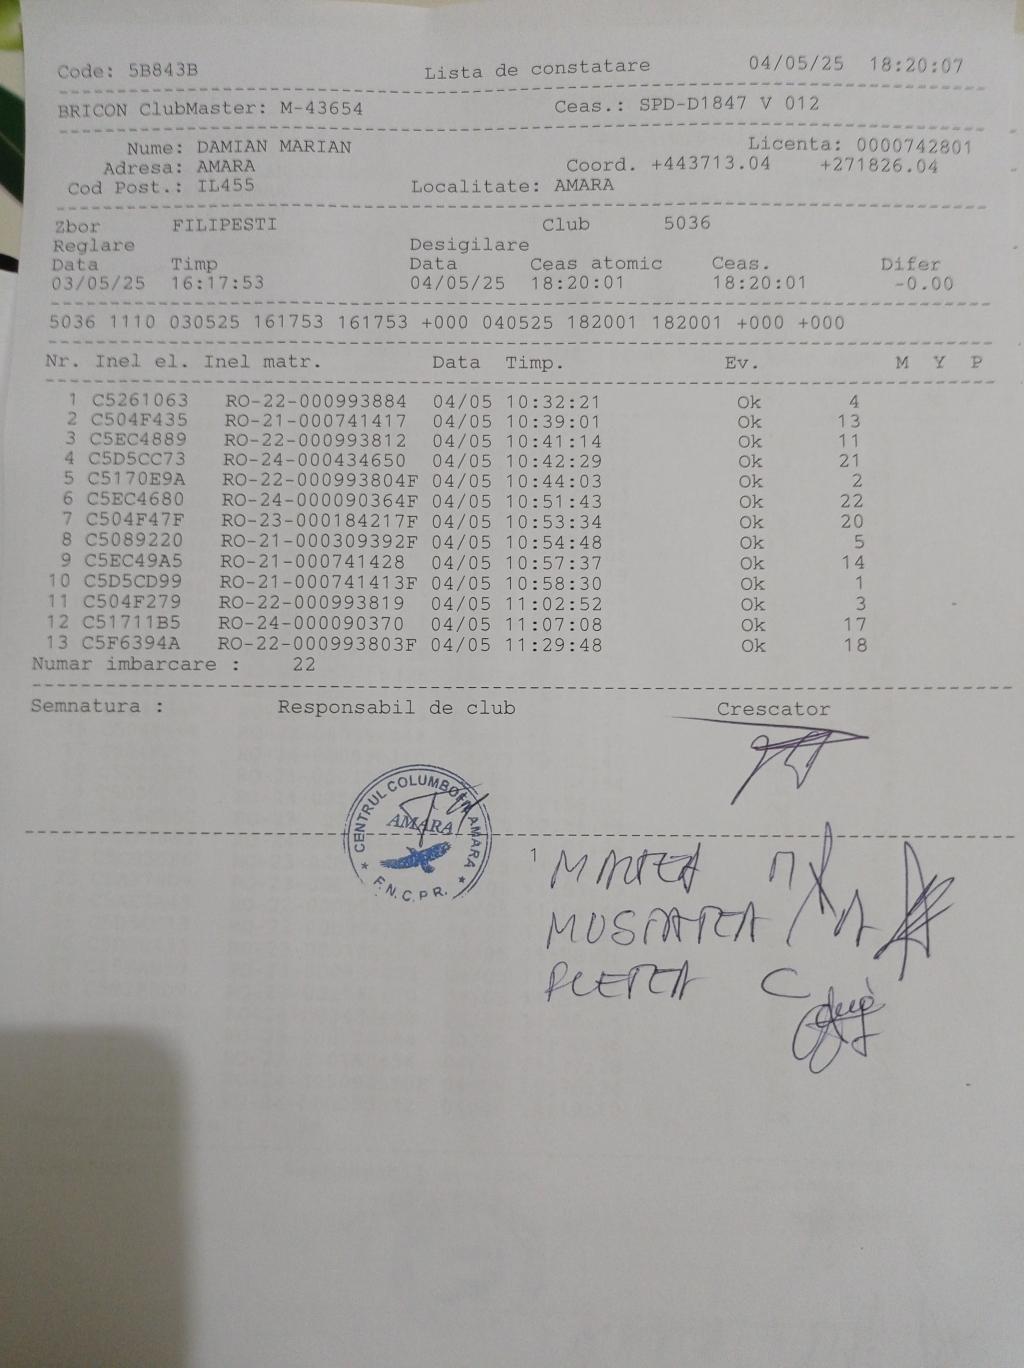 Code: 5B843B Lista de constatare 04/05/25 18:20:07
BRICON ClubMaster: M-43654 Ceas.: SPD-D1847 V 012
Nume: DAMIAN MARIAN Licenta: 0000742801
Adresa: AMARA Coord. +443713.04 +271826.04
Cod Post.: IL455 Localitate: AMARA
Zbor FILIPESTI Club 5036
Reglare Desigilare
Data Timp Data Ceas atomic Ceas. Difer
03/05/25 16:17:53 04/05/25 18:20:01 18:20:01 -0.00
5036 1110 030525 161753 161753 +000 040525 182001 182001 +000 +000
Nr. Inel el. Inel matr. Data Timp. Ev. M Y P
1 C5261063 RO-22-000993884 04/05 10:32:21 Ok 4
2 C504F435 RO-21-000741417 04/05 10:39:01 Ok 13
3 C5EC4889 RO-22-000993812 04/05 10:41:14 Ok 11
4 C5D5CC73 RO-24-000434650 04/05 10:42:29 Ok 21
5 C5170E9A RO-22-000993804F 04/05 10:44:03 Ok 2
6 C5EC4680 RO-24-000090364F 04/05 10:51:43 Ok 22
7 C504F47F RO-23-000184217F 04/05 10:53:34 Ok 20
8 C5089220 RO-21-000309392F 04/05 10:54:48 Ok 5
9 C5EC49A5 RO-21-000741428 04/05 10:57:37 Ok 14
10 C5D5CD99 RO-21-000741413F 04/05 10:58:30 Ok 1
11 C504F279 RO-22-000993819 04/05 11:02:52 Ok 3
12 C51711B5 RO-24-000090370 04/05 11:07:08 Ok 17
13 C5F6394A RO-22-000993803F 04/05 11:29:48 Ok 18
Numar imbarcare : 22
Semnatura : Responsabil de club Crescator
CENTRUL COLUMBOFIL AMARA
AMARA
F.N.C.P.R.
1